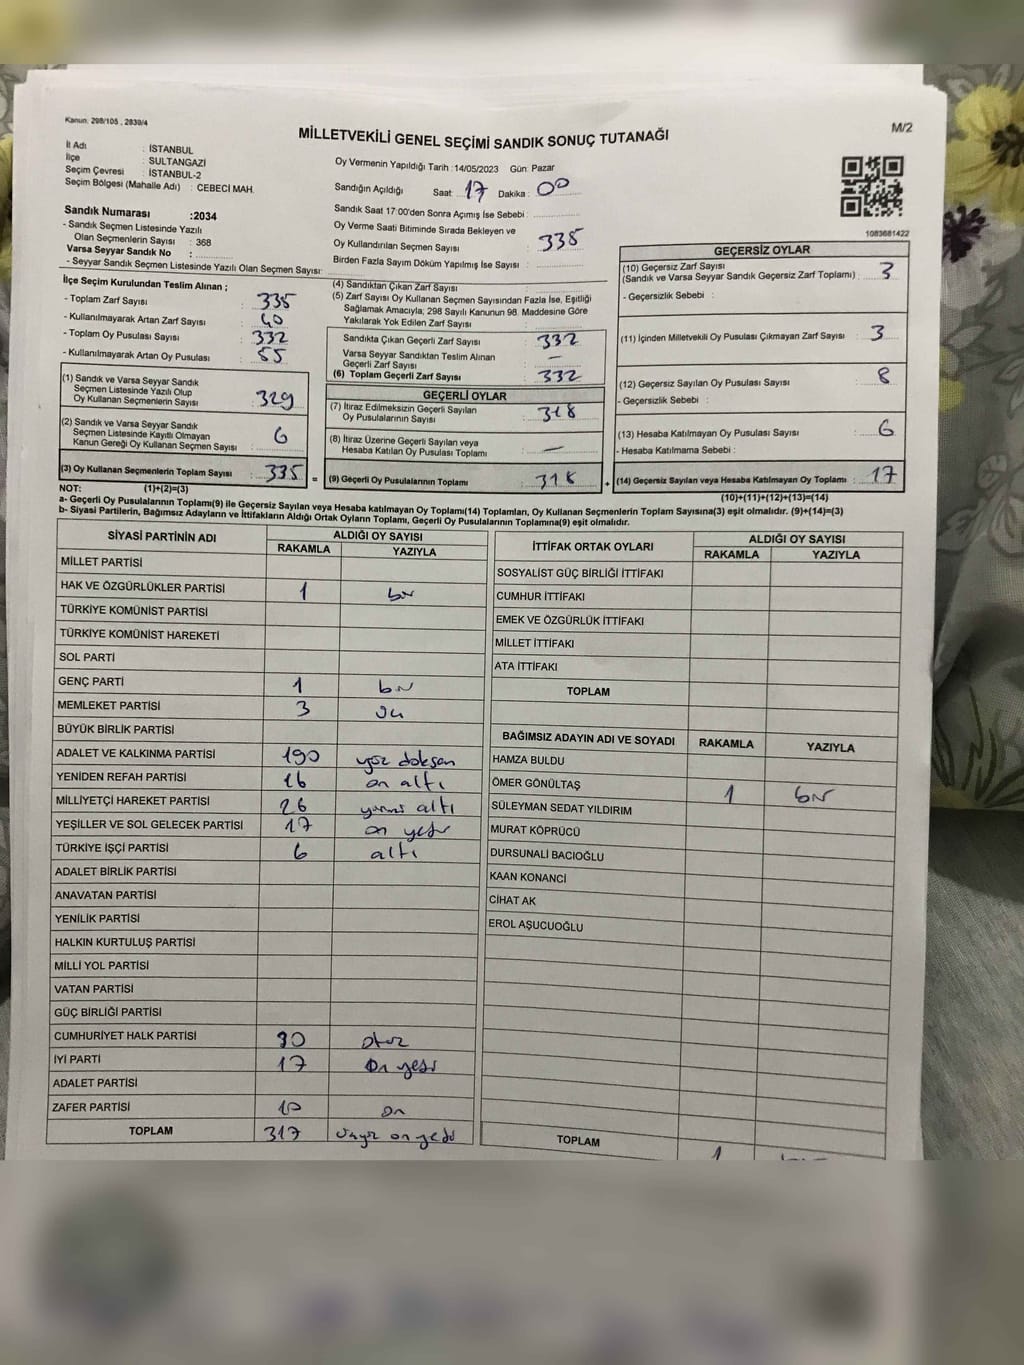 Kanun: 298/105 , 2839/4
M/2
MİLLETVEKİLİ GENEL SEÇİMİ SANDIK SONUÇ TUTANAĞI
İl Adı : İSTANBUL
İlçe : SULTANGAZİ
Seçim Çevresi : İSTANBUL-2
Seçim Bölgesi (Mahalle Adı) : CEBECİ MAH.
Oy Vermenin Yapıldığı Tarih :14/05/2023 Gün: Pazar
Sandığın Açıldığı Saat: 17 Dakika : 00
Sandık Saat 17:00'den Sonra Açılmış İse Sebebi :
Oy Verme Saati Bitiminde Sırada Bekleyen ve
Oy Kullandırılan Seçmen Sayısı : 335
Birden Fazla Sayım Döküm Yapılmış İse Sayısı :
1083681422
Sandık Numarası :2034
- Sandık Seçmen Listesinde Yazılı
Olan Seçmenlerin Sayısı : 368
Varsa Seyyar Sandık No :
- Seyyar Sandık Seçmen Listesinde Yazılı Olan Seçmen Sayısı:
İlçe Seçim Kurulundan Teslim Alınan ;
- Toplam Zarf Sayısı : 335
- Kullanılmayarak Artan Zarf Sayısı : 40
- Toplam Oy Pusulası Sayısı : 332
- Kullanılmayarak Artan Oy Pusulası : 55
(1) Sandık ve Varsa Seyyar Sandık
Seçmen Listesinde Yazılı Olup
Oy Kullanan Seçmenlerin Sayısı : 329
(2) Sandık ve Varsa Seyyar Sandık
Seçmen Listesinde Kayıtlı Olmayan
Kanun Gereği Oy Kullanan Seçmen Sayısı : 6
(3) Oy Kullanan Seçmenlerin Toplam Sayısı : 335 =
(4) Sandıktan Çıkan Zarf Sayısı :
(5) Zarf Sayısı Oy Kullanan Seçmen Sayısından Fazla İse, Eşitliği
Sağlamak Amacıyla; 298 Sayılı Kanunun 98. Maddesine Göre
Yakılarak Yok Edilen Zarf Sayısı :
Sandıkta Çıkan Geçerli Zarf Sayısı : 332
Varsa Seyyar Sandıktan Teslim Alınan
Geçerli Zarf Sayısı : —
(6) Toplam Geçerli Zarf Sayısı : 332
GEÇERLİ OYLAR
(7) İtiraz Edilmeksizin Geçerli Sayılan
Oy Pusulalarının Sayısı : 318
(8) İtiraz Üzerine Geçerli Sayılan veya
Hesaba Katılan Oy Pusulası Toplamı : —
(9) Geçerli Oy Pusulalarının Toplamı : 318 +
GEÇERSİZ OYLAR
(10) Geçersiz Zarf Sayısı
(Sandık ve Varsa Seyyar Sandık Geçersiz Zarf Toplamı) : 3
- Geçersizlik Sebebi :
(11) İçinden Milletvekili Oy Pusulası Çıkmayan Zarf Sayısı : 3
(12) Geçersiz Sayılan Oy Pusulası Sayısı : 8
- Geçersizlik Sebebi :
(13) Hesaba Katılmayan Oy Pusulası Sayısı : 6
- Hesaba Katılmama Sebebi :
(14) Geçersiz Sayılan veya Hesaba Katılmayan Oy Toplamı : 17
NOT: (1)+(2)=(3)
(10)+(11)+(12)+(13)=(14)
a- Geçerli Oy Pusulalarının Toplamı(9) ile Geçersiz Sayılan veya Hesaba katılmayan Oy Toplamı(14) Toplamları, Oy Kullanan Seçmenlerin Toplam Sayısına(3) eşit olmalıdır. (9)+(14)=(3)
b- Siyasi Partilerin, Bağımsız Adayların ve İttifakların Aldığı Ortak Oyların Toplamı, Geçerli Oy Pusulalarının Toplamına(9) eşit olmalıdır.
SİYASİ PARTİNİN ADI
ALDIĞI OY SAYISI
RAKAMLA YAZIYLA
MİLLET PARTİSİ
HAK VE ÖZGÜRLÜKLER PARTİSİ 1 bir
TÜRKİYE KOMÜNİST PARTİSİ
TÜRKİYE KOMÜNİST HAREKETİ
SOL PARTİ
GENÇ PARTİ 1 bir
MEMLEKET PARTİSİ 3 üç
BÜYÜK BİRLİK PARTİSİ
ADALET VE KALKINMA PARTİSİ 190 yüz doksan
YENİDEN REFAH PARTİSİ 16 on altı
MİLLİYETÇİ HAREKET PARTİSİ 26 yirmi altı
YEŞİLLER VE SOL GELECEK PARTİSİ 17 on yedi
TÜRKİYE İŞÇİ PARTİSİ 6 altı
ADALET BİRLİK PARTİSİ
ANAVATAN PARTİSİ
YENİLİK PARTİSİ
HALKIN KURTULUŞ PARTİSİ
MİLLİ YOL PARTİSİ
VATAN PARTİSİ
GÜÇ BİRLİĞİ PARTİSİ
CUMHURİYET HALK PARTİSİ 30 otuz
İYİ PARTİ 17 On yedi
ADALET PARTİSİ
ZAFER PARTİSİ 10 on
TOPLAM 317 üçyüz on yedi
İTTİFAK ORTAK OYLARI
ALDIĞI OY SAYISI
RAKAMLA YAZIYLA
SOSYALİST GÜÇ BİRLİĞİ İTTİFAKI
CUMHUR İTTİFAKI
EMEK VE ÖZGÜRLÜK İTTİFAKI
MİLLET İTTİFAKI
ATA İTTİFAKI
TOPLAM
BAĞIMSIZ ADAYIN ADI VE SOYADI RAKAMLA YAZIYLA
HAMZA BULDU
ÖMER GÖNÜLTAŞ 1 bir
SÜLEYMAN SEDAT YILDIRIM
MURAT KÖPRÜCÜ
DURSUNALİ BACIOĞLU
KAAN KONANCİ
CİHAT AK
EROL AŞUCUOĞLU
TOPLAM 1